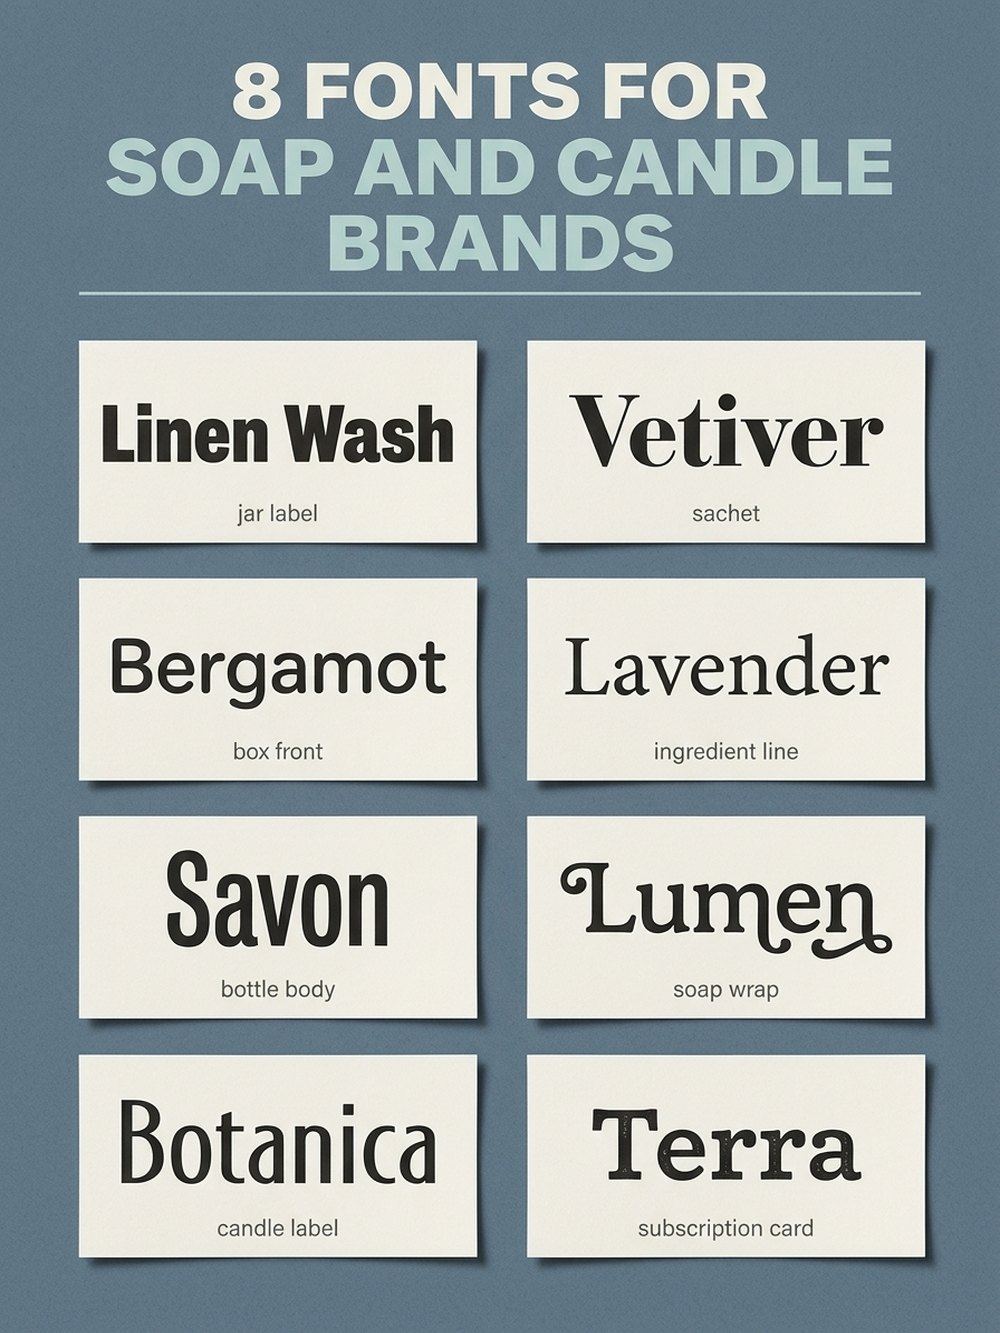 8 FONTS FOR
SOAP AND CANDLE
BRANDS
Linen Wash
jar label
Vetiver
sachet
Bergamot
box front
Lavender
ingredient line
Savon
bottle body
Lumen
soap wrap
Botanica
candle label
Terra
subscription card